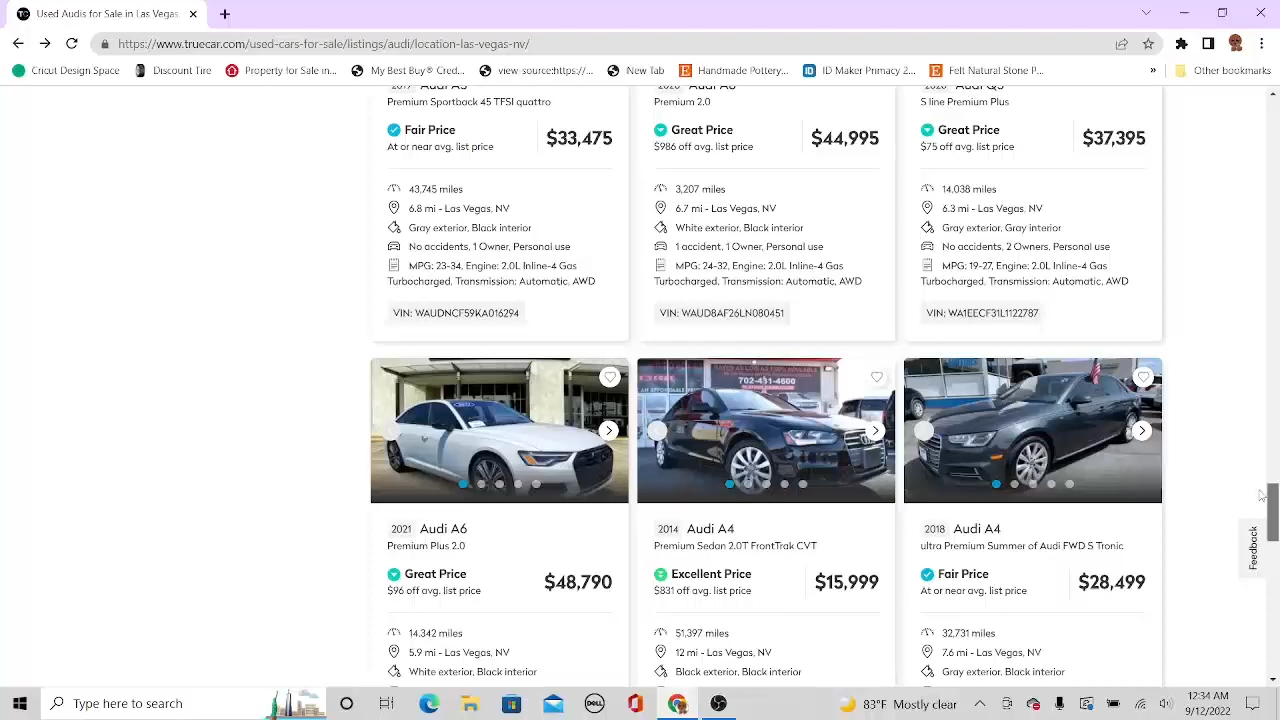 Used Audis for Sale in Las Vegas
https://www.truecar.com/used-cars-for-sale/listings/audi/location-las-vegas-nv/
Cricut Design Space
Discount Tire
Property for Sale in...
My Best Buy® Cre...
view source:https://...
New Tab
Handmade Pottery...
ID Maker Primacy 2...
Felt Natural Stone P...
»
Other bookmarks
Premium Sportback 45 TFSI quattro
Fair Price
At or near avg. list price
$33,475
43,745 miles
6.8 mi - Las Vegas, NV
Gray exterior, Black interior
No accidents, 1 Owner, Personal use
MPG: 23-34, Engine: 2.0L Inline-4 Gas
Turbocharged, Transmission: Automatic, AWD
VIN: WAUDNCF59KA016294
Premium 2.0
Great Price
$986 off avg. list price
$44,995
3,207 miles
6.7 mi - Las Vegas, NV
White exterior, Black interior
1 accident, 1 Owner, Personal use
MPG: 24-32, Engine: 2.0L Inline-4 Gas
Turbocharged, Transmission: Automatic, AWD
VIN: WAUD8AF26LN080451
S line Premium Plus
Great Price
$75 off avg. list price
$37,395
14,038 miles
6.3 mi - Las Vegas, NV
Gray exterior, Gray interior
No accidents, 2 Owners, Personal use
MPG: 19-27, Engine: 2.0L Inline-4 Gas
Turbocharged, Transmission: Automatic, AWD
VIN: WA1EECF31L1122787
2021 Audi A6
Premium Plus 2.0
Great Price
$96 off avg. list price
$48,790
14,342 miles
5.9 mi - Las Vegas, NV
White exterior, Black interior
702-431-4600
2014 Audi A4
Premium Sedan 2.0T FrontTrak CVT
Excellent Price
$831 off avg. list price
$15,999
51,397 miles
12 mi - Las Vegas, NV
Black exterior, Black interior
2018 Audi A4
ultra Premium Summer of Audi FWD S Tronic
Fair Price
At or near avg. list price
$28,499
32,731 miles
7.6 mi - Las Vegas, NV
Gray exterior, Black interior
Feedback
Type here to search
DELL
83°F Mostly clear
12:34 AM
9/12/2022